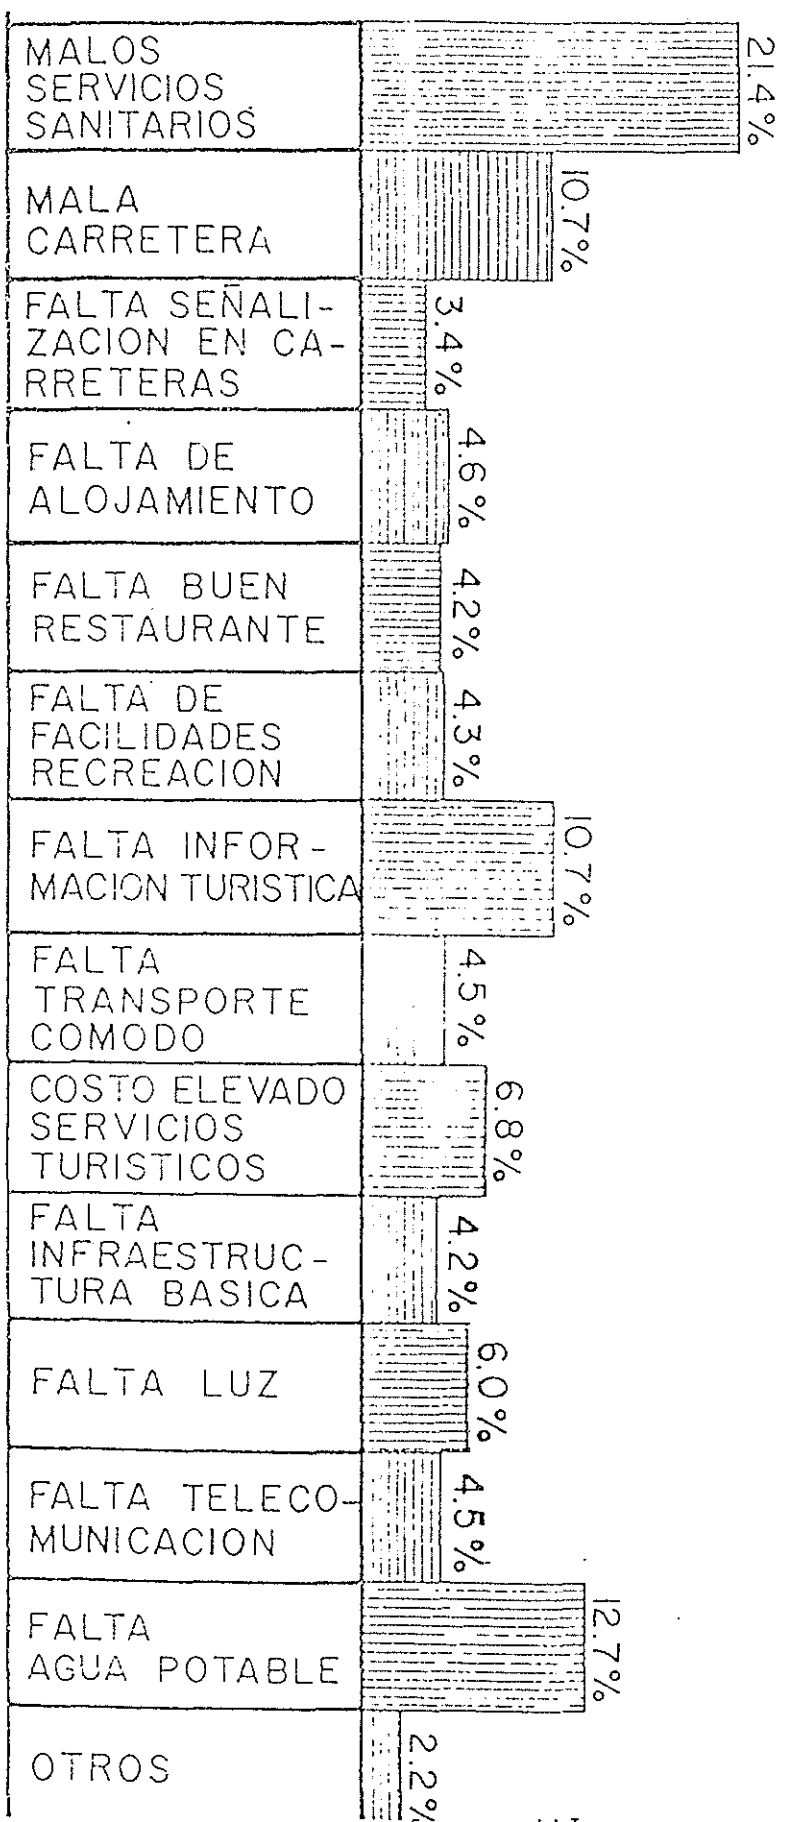 MALOS
SERVICIOS
SANITARIOS
21.4%
MALA
CARRETERA
10.7%
FALTA SEÑALI-
ZACION EN CA-
RRETERAS
3.4%
FALTA DE
ALOJAMIENTO
4.6%
FALTA BUEN
RESTAURANTE
4.2%
FALTA DE
FACILIDADES
RECREACION
4.3%
FALTA INFOR-
MACION TURISTICA
10.7%
FALTA
TRANSPORTE
COMODO
4.5%
COSTO ELEVADO
SERVICIOS
TURISTICOS
6.8%
FALTA
INFRAESTRUC-
TURA BASICA
4.2%
FALTA LUZ
6.0%
FALTA TELECO-
MUNICACION
4.5%
FALTA
AGUA POTABLE
12.7%
OTROS
2.2%